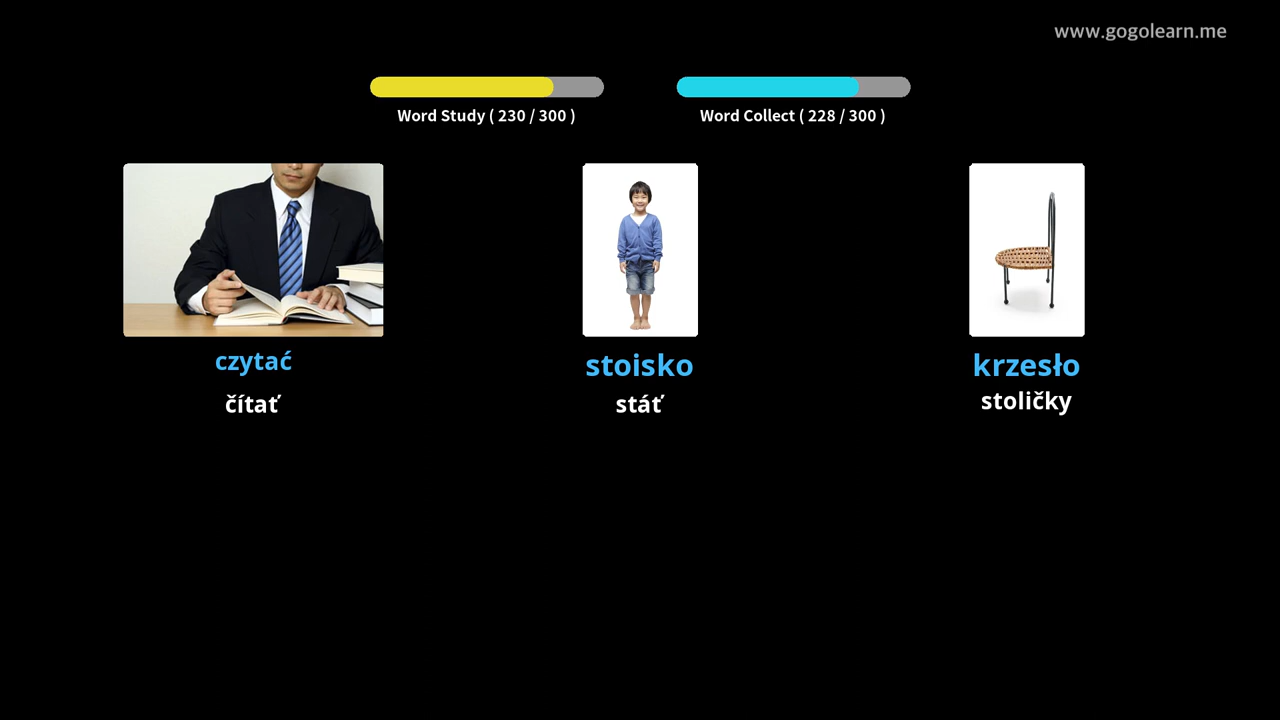 www.gogolearn.me
Word Study ( 230 / 300 )
Word Collect ( 228 / 300 )
czytać
stoisko
krzesło
čítať
stáť
stoličky